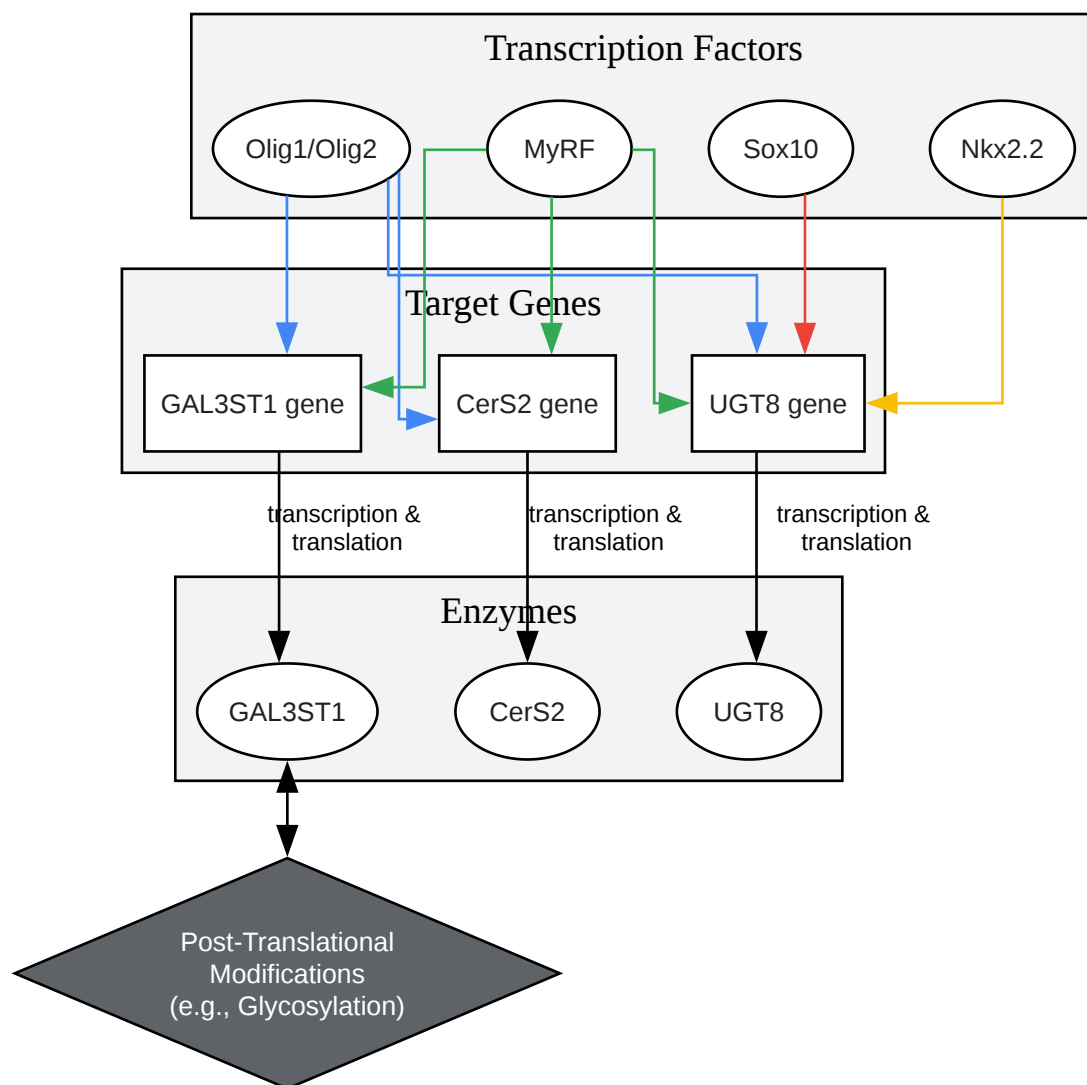 Transcription Factors
Olig1/Olig2
MyRF
Sox10
Nkx2.2
Target Genes
GAL3ST1 gene
CerS2 gene
UGT8 gene
transcription &
translation
transcription &
translation
transcription &
translation
Enzymes
GAL3ST1
CerS2
UGT8
Post-Translational
Modifications
(e.g., Glycosylation)